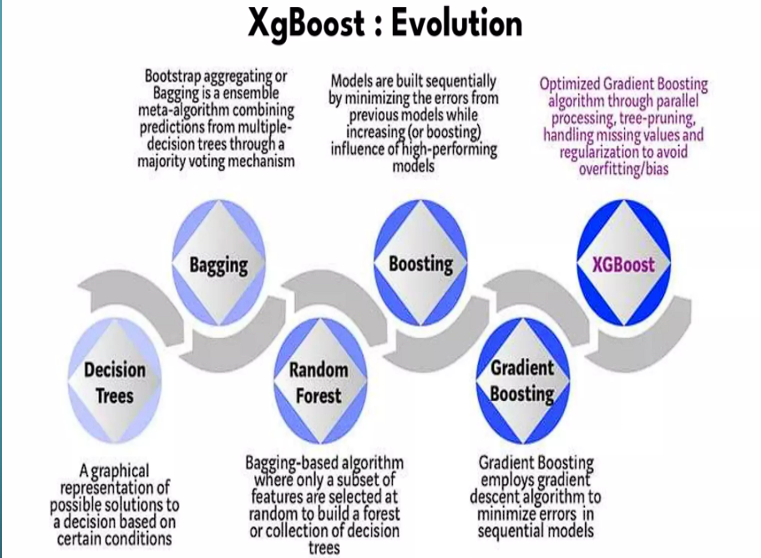 XgBoost : Evolution
Bootstrap aggregating or
Bagging is a ensemble
meta-algorithm combining
predictions from multiple-
decision trees through a
majority voting mechanism
Models are built sequentially
by minimizing the errors from
previous models while
increasing (or boosting)
influence of high-performing
models
Optimized Gradient Boosting
algorithm through parallel
processing, tree-pruning,
handling missing values and
regularization to avoid
overfitting/bias
Bagging
Boosting
XGBoost
Decision
Trees
Random
Forest
Gradient
Boosting
A graphical
representation of
possible solutions to
a decision based on
certain conditions
Bagging-based algorithm
where only a subset of
features are selected at
random to build a forest
or collection of decision
trees
Gradient Boosting
employs gradient
descent algorithm to
minimize errors in
sequential models